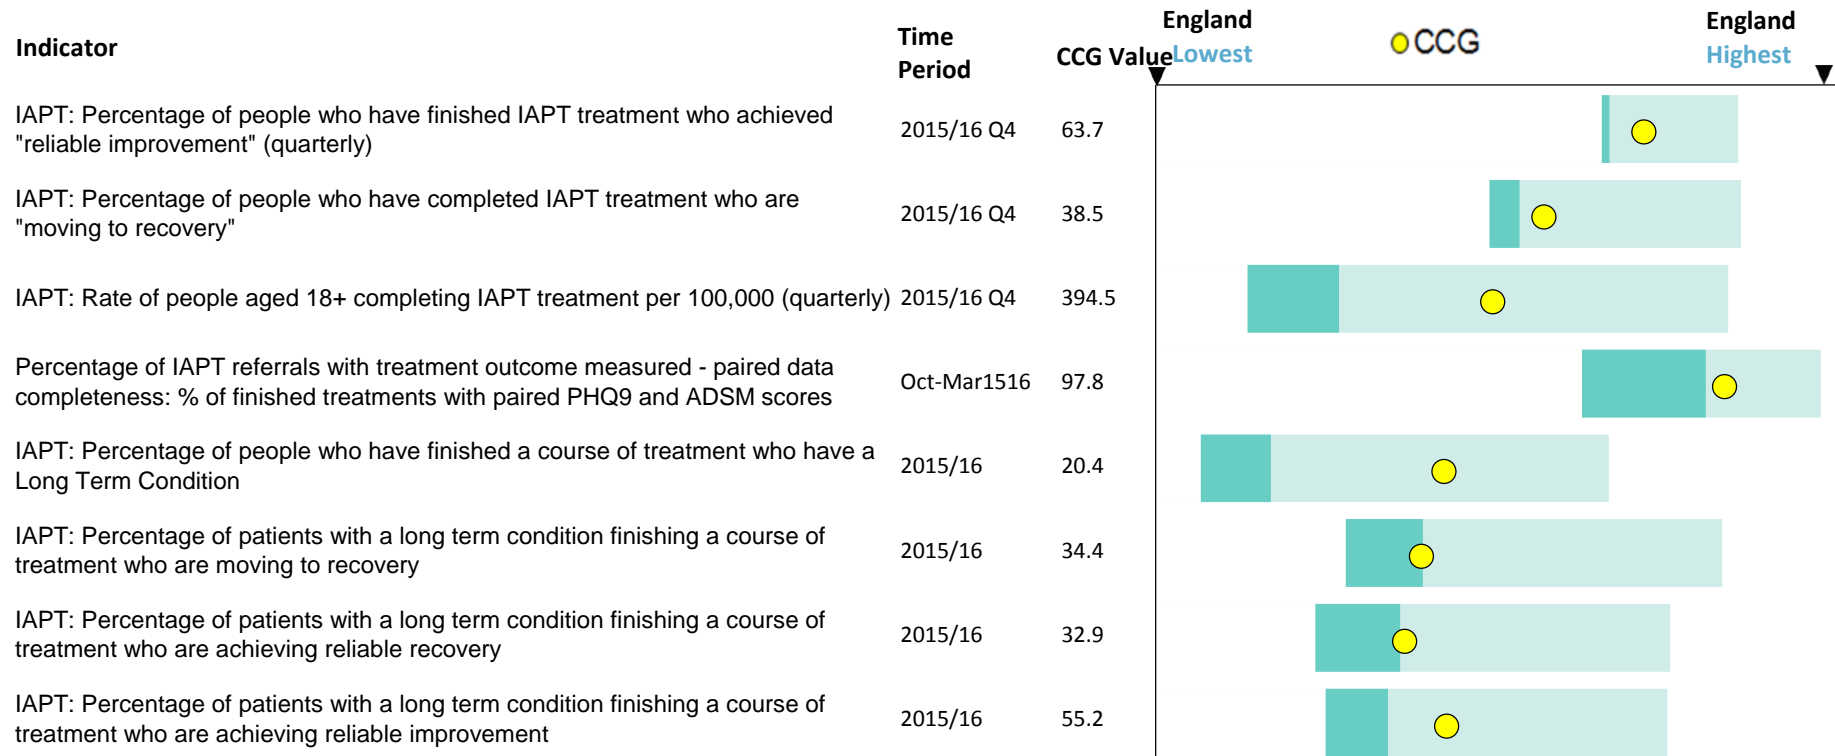 Indicator
Time
Period
CCG Value
England
Lowest
CCG
England
Highest
IAPT: Percentage of people who have finished IAPT treatment who achieved
"reliable improvement" (quarterly)
2015/16 Q4
63.7
IAPT: Percentage of people who have completed IAPT treatment who are
"moving to recovery"
2015/16 Q4
38.5
IAPT: Rate of people aged 18+ completing IAPT treatment per 100,000 (quarterly)
2015/16 Q4
394.5
Percentage of IAPT referrals with treatment outcome measured - paired data
completeness: % of finished treatments with paired PHQ9 and ADSM scores
Oct-Mar1516
97.8
IAPT: Percentage of people who have finished a course of treatment who have a
Long Term Condition
2015/16
20.4
IAPT: Percentage of patients with a long term condition finishing a course of
treatment who are moving to recovery
2015/16
34.4
IAPT: Percentage of patients with a long term condition finishing a course of
treatment who are achieving reliable recovery
2015/16
32.9
IAPT: Percentage of patients with a long term condition finishing a course of
treatment who are achieving reliable improvement
2015/16
55.2